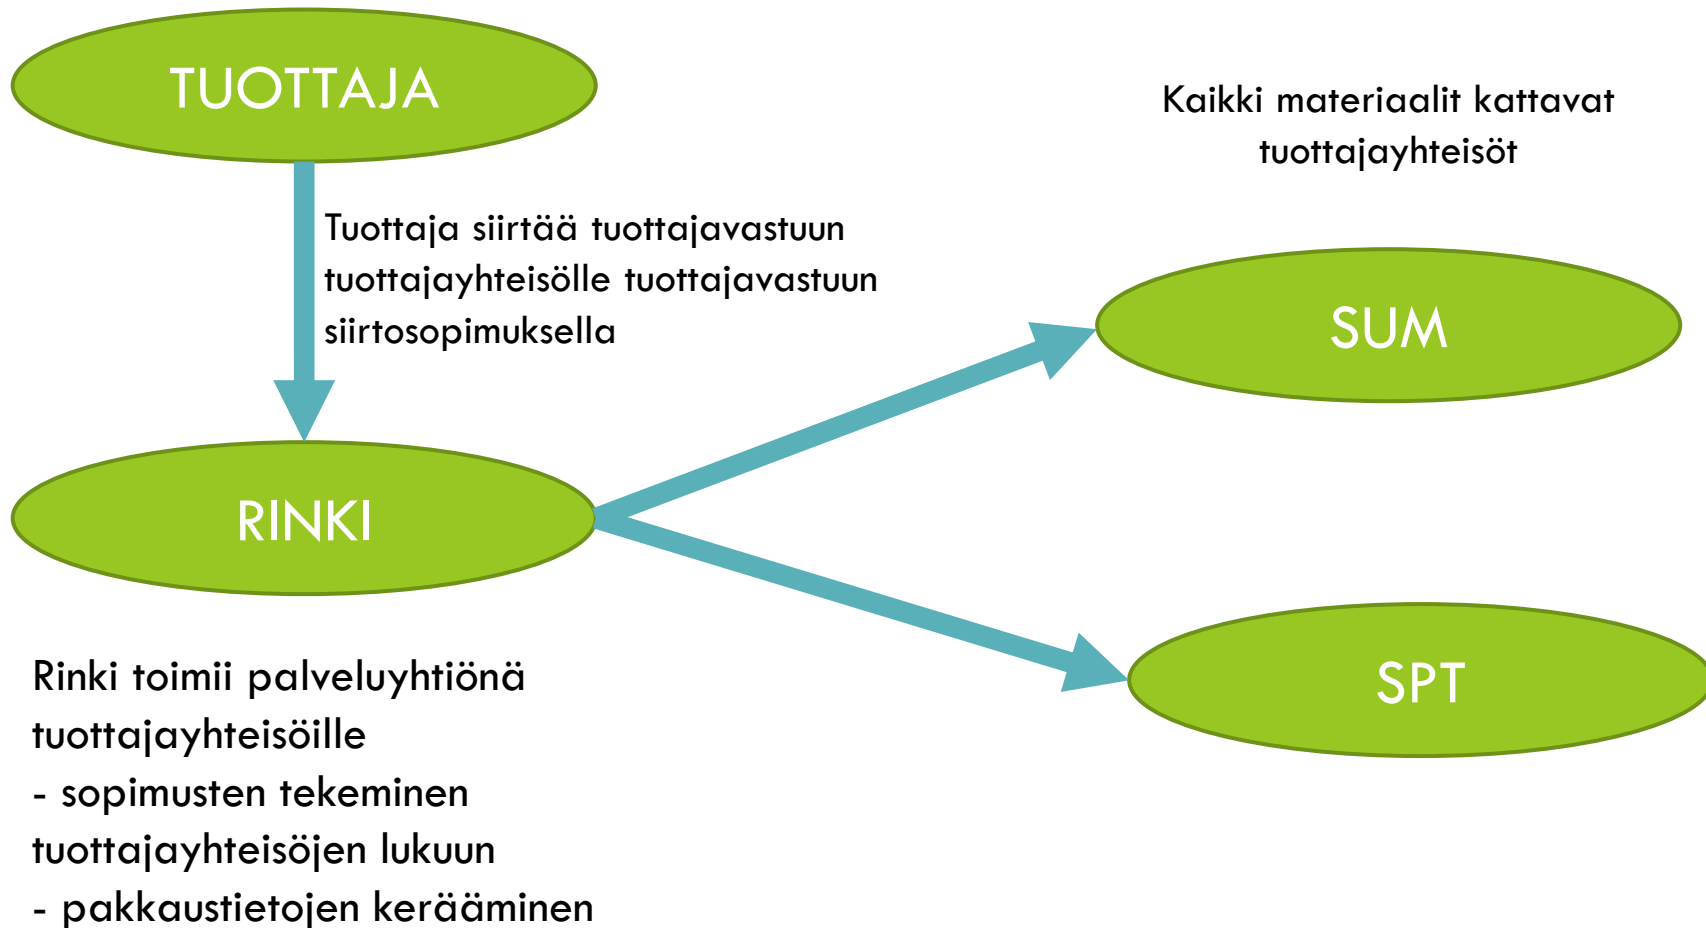 TUOTTAJA
Kaikki materiaalit kattavat
tuottajayhteisöt
Tuottaja siirtää tuottajavastuun
tuottajayhteisölle tuottajavastuun
siirtosopimuksella
SUM
RINKI
SPT
Rinki toimii palveluyhtiönä
tuottajayhteisöille
- sopimusten tekeminen
tuottajayhteisöjen lukuun
- pakkaustietojen kerääminen